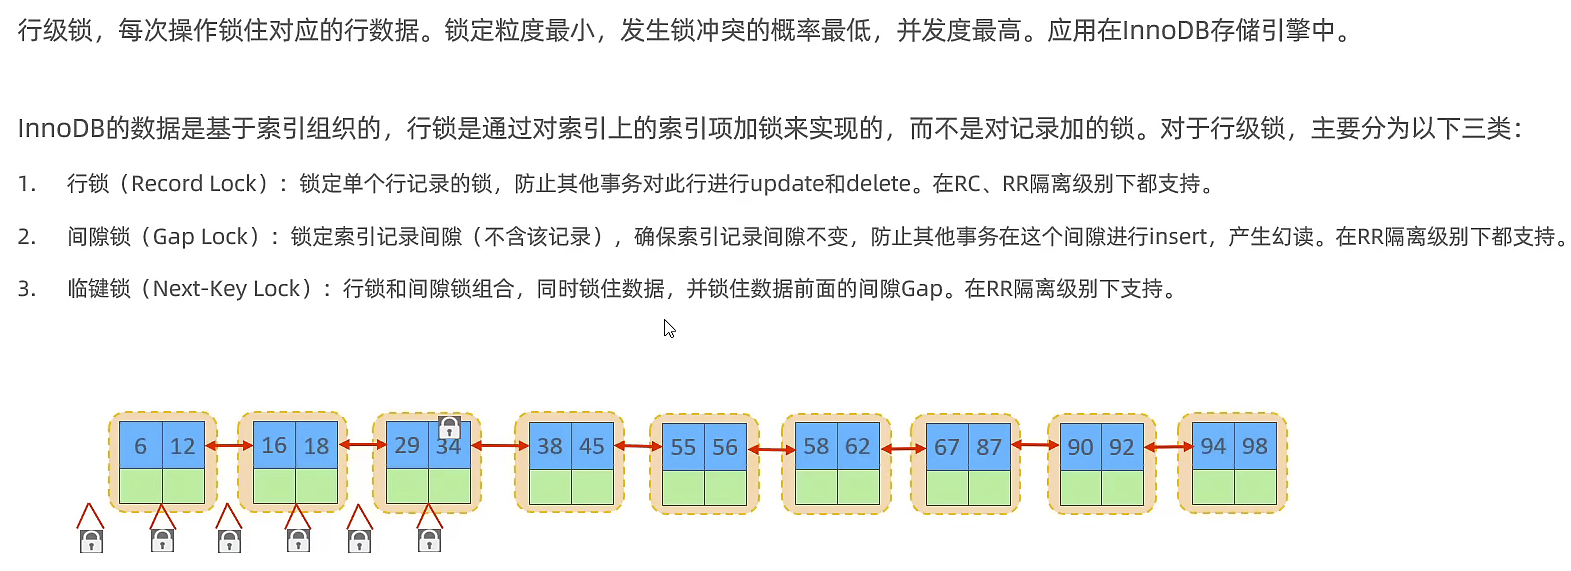 行级锁，每次操作锁住对应的行数据。锁定粒度最小，发生锁冲突的概率最低，并发度最高。应用在InnoDB存储引擎中。
InnoDB的数据是基于索引组织的，行锁是通过对索引上的索引项加锁来实现的，而不是对记录加的锁。对于行级锁，主要分为以下三类：
1. 行锁（Record Lock）：锁定单个行记录的锁，防止其他事务对此行进行update和delete。在RC、RR隔离级别下都支持。
2. 间隙锁（Gap Lock）：锁定索引记录间隙（不含该记录），确保索引记录间隙不变，防止其他事务在这个间隙进行insert，产生幻读。在RR隔离级别下都支持。
3. 临键锁（Next-Key Lock）：行锁和间隙锁组合，同时锁住数据，并锁住数据前面的间隙Gap。在RR隔离级别下支持。
6 12 16 18 29 34 38 45 55 56 58 62 67 87 90 92 94 98